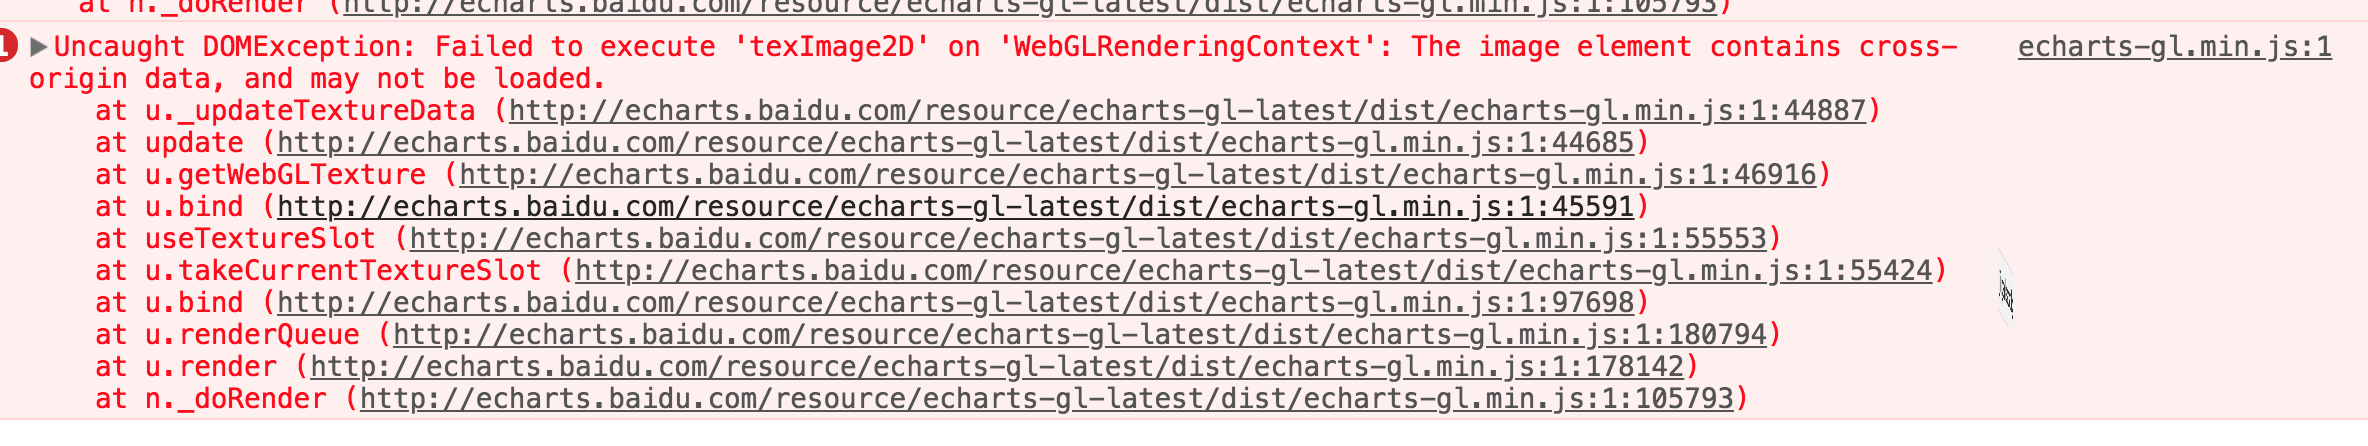 at n._doRender (http://echarts.baidu.com/resource/echarts-gl-latest/dist/echarts-gl.min.js:1:105793)
▶Uncaught DOMException: Failed to execute 'texImage2D' on 'WebGLRenderingContext': The image element contains cross- echarts-gl.min.js:1
origin data, and may not be loaded.
at u._updateTextureData (http://echarts.baidu.com/resource/echarts-gl-latest/dist/echarts-gl.min.js:1:44887)
at update (http://echarts.baidu.com/resource/echarts-gl-latest/dist/echarts-gl.min.js:1:44685)
at u.getWebGLTexture (http://echarts.baidu.com/resource/echarts-gl-latest/dist/echarts-gl.min.js:1:46916)
at u.bind (http://echarts.baidu.com/resource/echarts-gl-latest/dist/echarts-gl.min.js:1:45591)
at useTextureSlot (http://echarts.baidu.com/resource/echarts-gl-latest/dist/echarts-gl.min.js:1:55553)
at u.takeCurrentTextureSlot (http://echarts.baidu.com/resource/echarts-gl-latest/dist/echarts-gl.min.js:1:55424)
at u.bind (http://echarts.baidu.com/resource/echarts-gl-latest/dist/echarts-gl.min.js:1:97698)
at u.renderQueue (http://echarts.baidu.com/resource/echarts-gl-latest/dist/echarts-gl.min.js:1:180794)
at u.render (http://echarts.baidu.com/resource/echarts-gl-latest/dist/echarts-gl.min.js:1:178142)
at n._doRender (http://echarts.baidu.com/resource/echarts-gl-latest/dist/echarts-gl.min.js:1:105793)